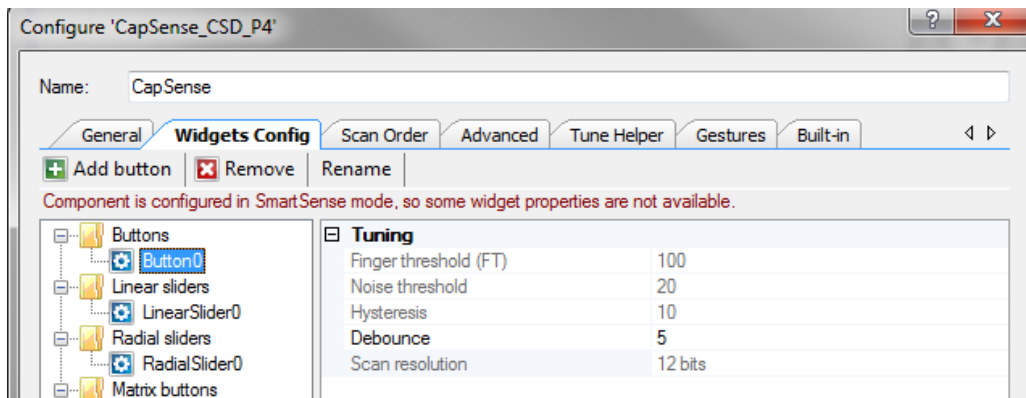 Configure 'CapSense_CSD_P4'
Name: CapSense
General Widgets Config Scan Order Advanced Tune Helper Gestures Built-in
Add button Remove Rename
Component is configured in SmartSense mode, so some widget properties are not available.
Buttons
Button0
Linear sliders
LinearSlider0
Radial sliders
RadialSlider0
Matrix buttons
Tuning
Finger threshold (FT) 100
Noise threshold 20
Hysteresis 10
Debounce 5
Scan resolution 12 bits